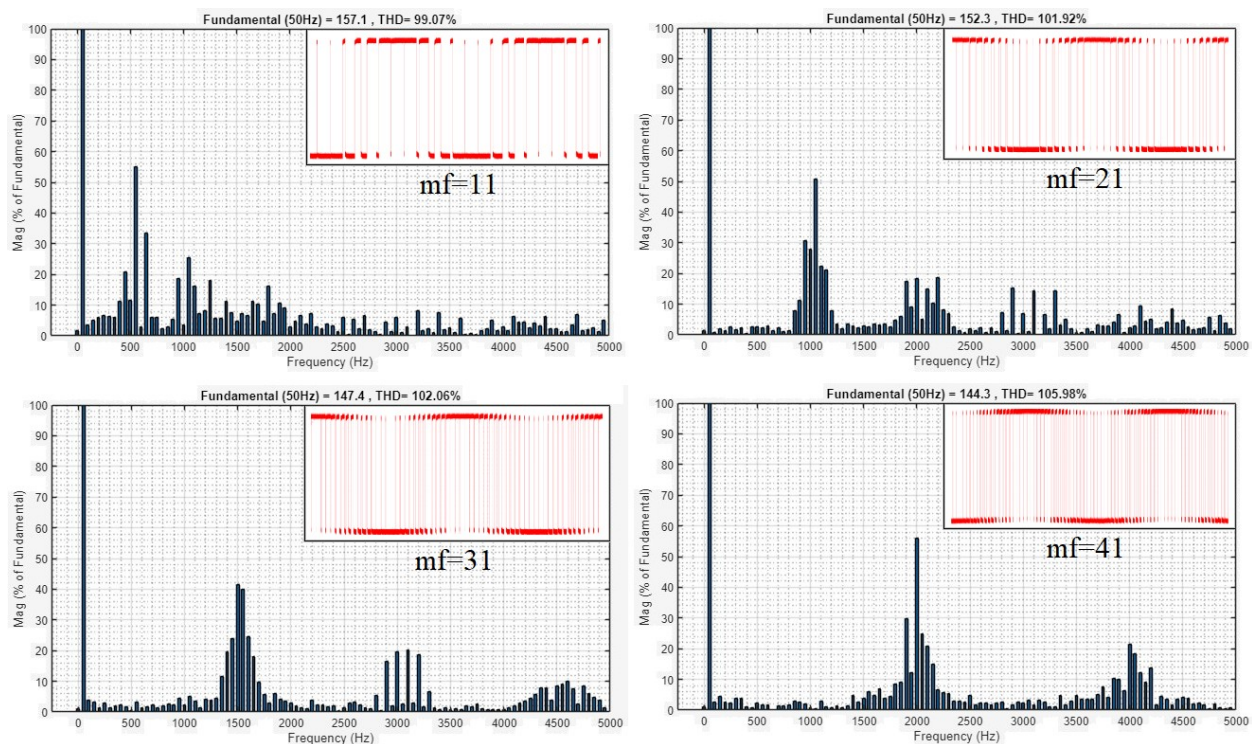 Fundamental (50Hz) = 157.1 , THD= 99.07%
100
90
80
70
60
50
40
30
20
10
0
Mag (% of Fundamental)
mf=11
0 500 1000 1500 2000 2500 3000 3500 4000 4500 5000
Frequency (Hz)
Fundamental (50Hz) = 152.3 , THD= 101.92%
100
90
80
70
60
50
40
30
20
10
0
Mag (% of Fundamental)
mf=21
0 500 1000 1500 2000 2500 3000 3500 4000 4500 5000
Frequency (Hz)
Fundamental (50Hz) = 147.4 , THD= 102.06%
100
90
80
70
60
50
40
30
20
10
0
Mag (% of Fundamental)
mf=31
0 500 1000 1500 2000 2500 3000 3500 4000 4500 5000
Frequency (Hz)
Fundamental (50Hz) = 144.3 , THD= 105.98%
100
90
80
70
60
50
40
30
20
10
0
Mag (% of Fundamental)
mf=41
0 500 1000 1500 2000 2500 3000 3500 4000 4500 5000
Frequency (Hz)